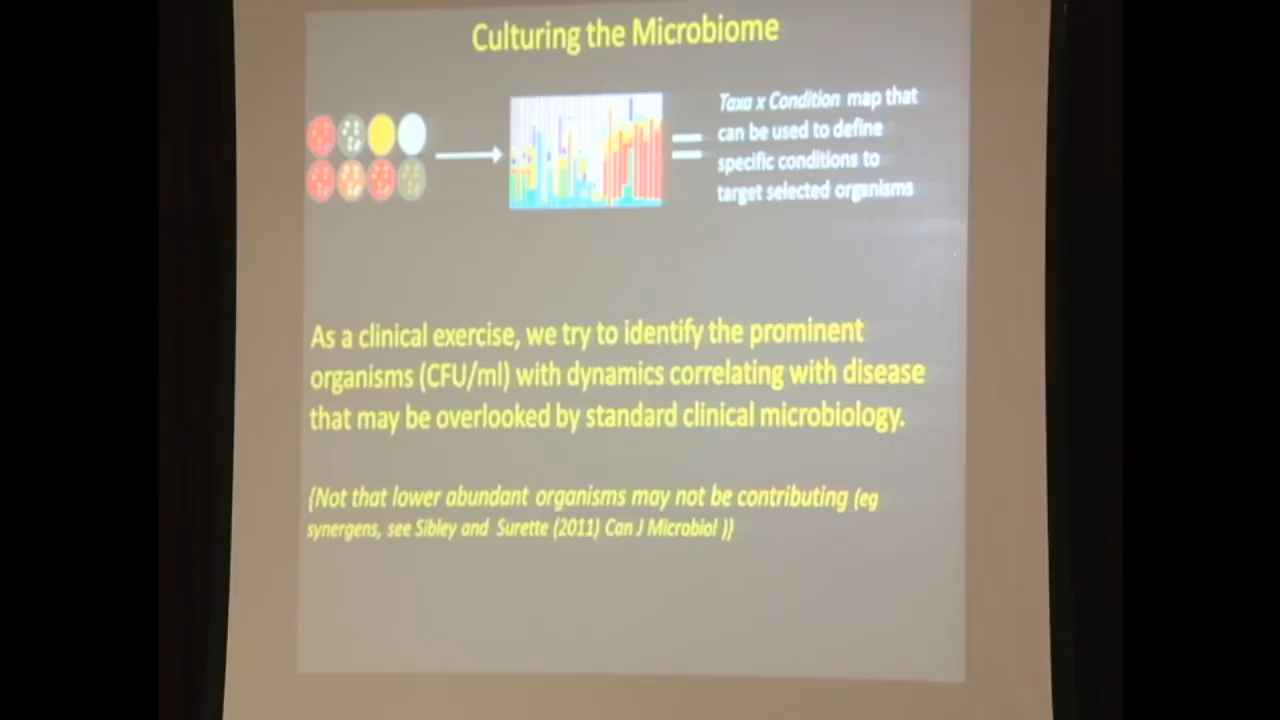 Culturing the Microbiome
Taxa x Condition map that
can be used to define
specific conditions to
target selected organisms
As a clinical exercise, we try to identify the prominent
organisms (CFU/ml) with dynamics correlating with disease
that may be overlooked by standard clinical microbiology.
{Not that lower abundant organisms may not be contributing (eg
synergens, see Sibley and Surette (2011) Can J Microbiol )}